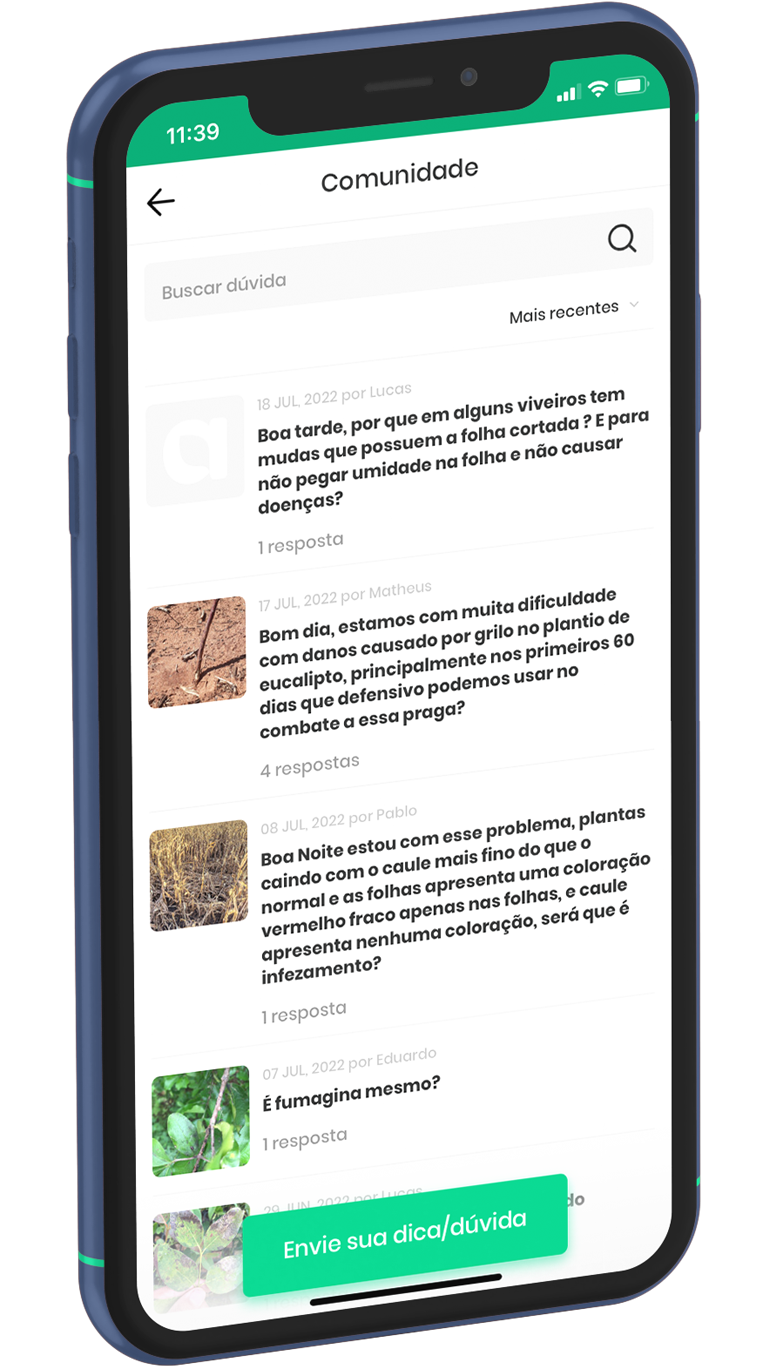 11:39
Comunidade
Buscar dúvida
Mais recentes
a
18 JUL, 2022 por Lucas
Boa tarde, por que em alguns viveiros tem
mudas que possuem a folha cortada ? E para
não pegar umidade na folha e não causar
doenças?
1 resposta
17 JUL, 2022 por Matheus
Bom dia, estamos com muita dificuldade
com danos causado por grilo no plantio de
eucalipto, principalmente nos primeiros 60
dias que defensivo podemos usar no
combate a essa praga?
4 respostas
08 JUL, 2022 por Pablo
Boa Noite estou com esse problema, plantas
caindo com o caule mais fino do que o
normal e as folhas apresenta uma coloração
vermelho fraco apenas nas folhas, e caule
apresenta nenhuma coloração, será que é
infezamento?
1 resposta
07 JUL, 2022 por Eduardo
É fumagina mesmo?
1 resposta
29 JUN, 2022 por Lucas
do
Envie sua dica/dúvida